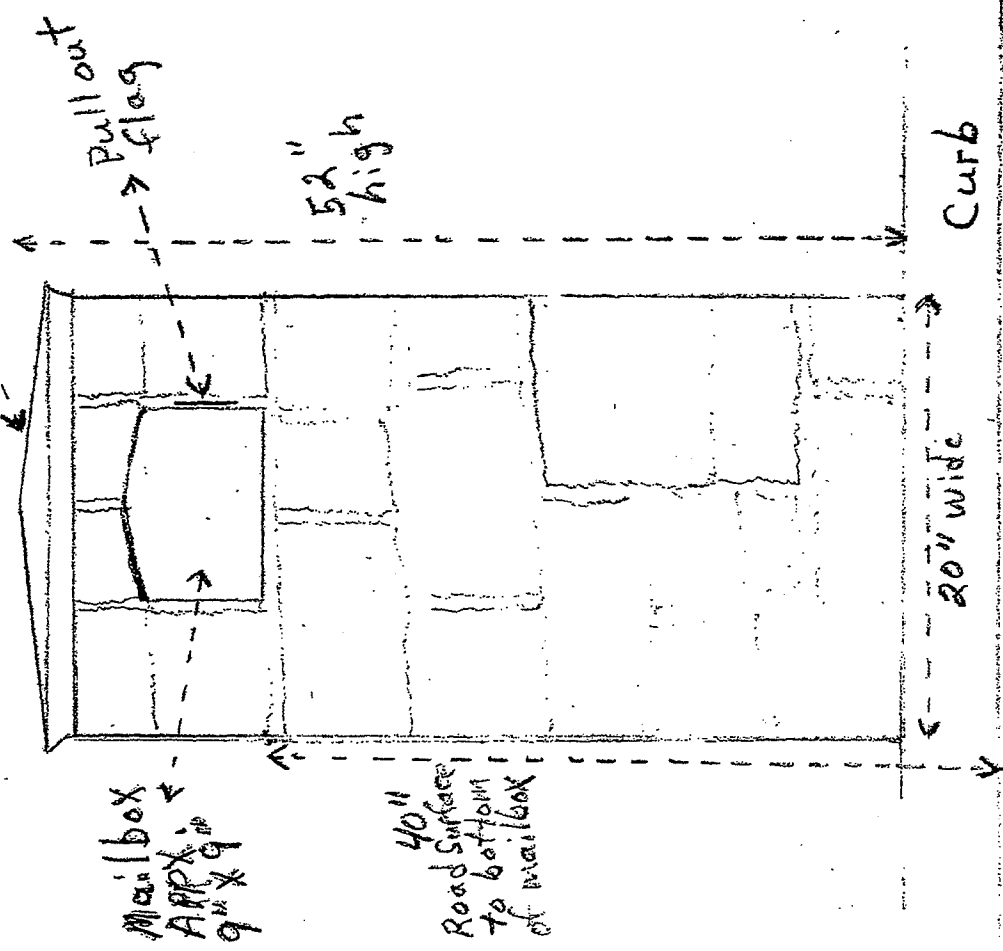 Pull out
flag
52"
high
Mailbox
APPX.
9" x 9"
40"
Road Surface
to bottom
of mailbox
20" wide
Curb